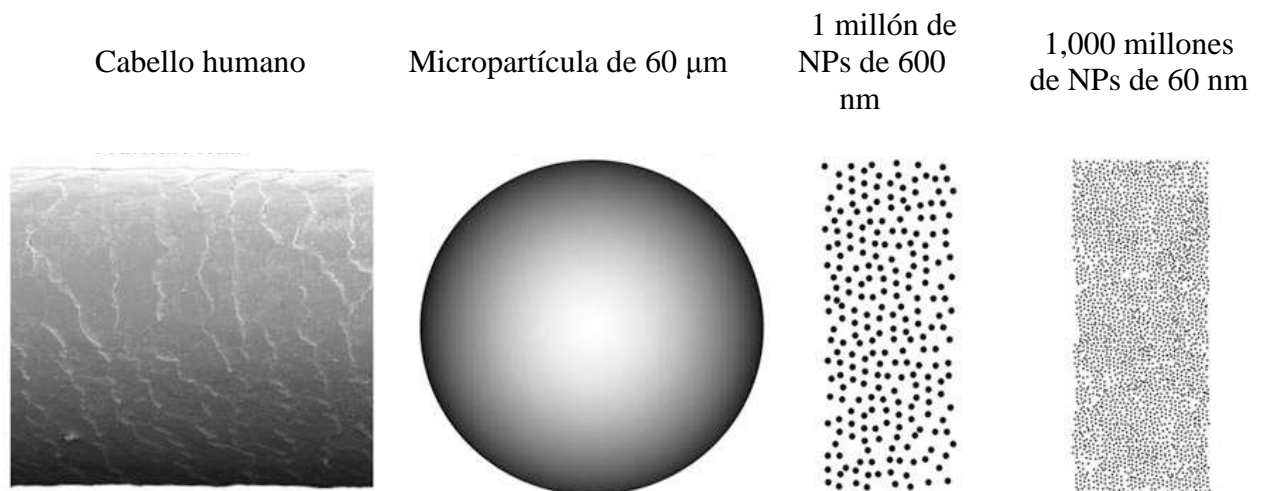 Cabello humano
Micropartícula de 60 μm
1 millón de
NPs de 600
nm
1,000 millones
de NPs de 60 nm